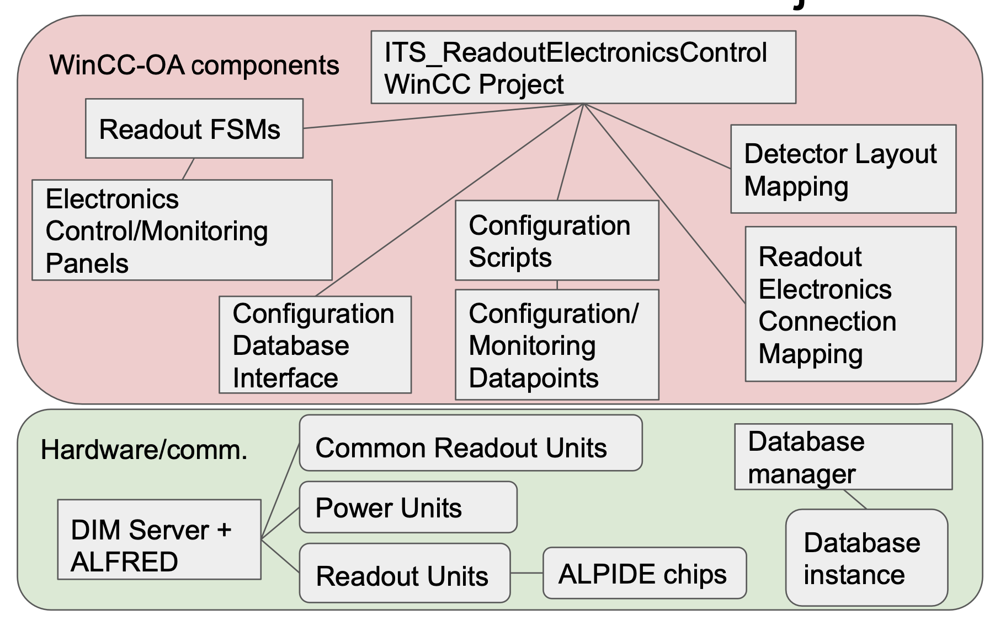 WinCC-OA components
ITS_ReadoutElectronicsControl
WinCC Project
Readout FSMs
Electronics
Control/Monitoring
Panels
Configuration
Database
Interface
Configuration
Scripts
Configuration/
Monitoring
Datapoints
Detector Layout
Mapping
Readout
Electronics
Connection
Mapping
Hardware/comm.
DIM Server +
ALFRED
Common Readout Units
Power Units
Readout Units
ALPIDE chips
Database
manager
Database
instance